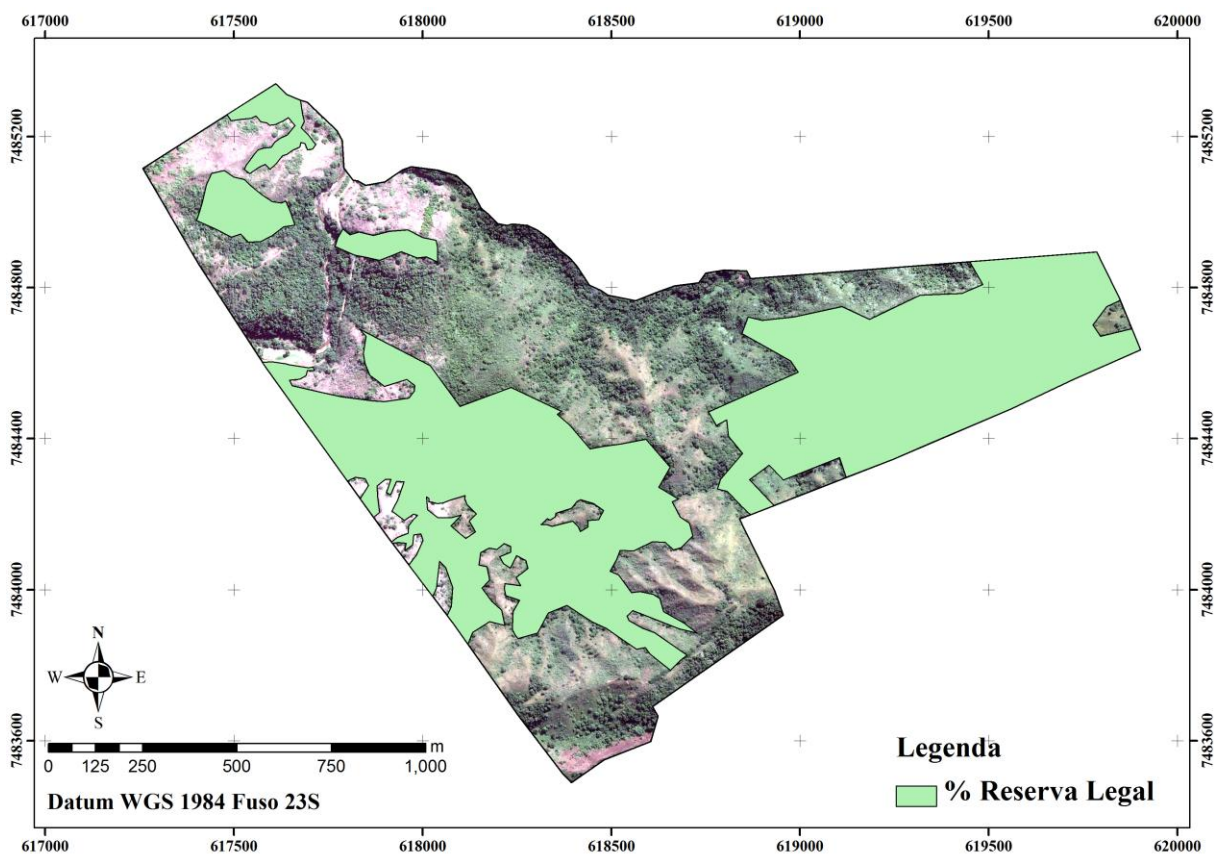 617000 617500 618000 618500 619000 619500 620000
7485200 7485200
7484800 7484800
7484400 7484400
7484000 7484000
7483600 7483600
N
W E
S
m
0 125 250 500 750 1,000
Datum WGS 1984 Fuso 23S
Legenda
% Reserva Legal
617000 617500 618000 618500 619000 619500 620000